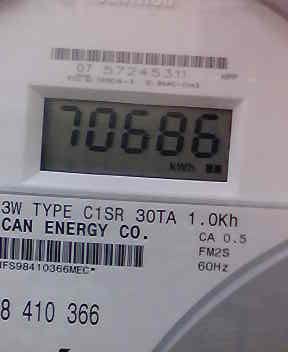 07 57245311
70686
kWh
3W TYPE C1SR 30TA 1.0Kh
CAN ENERGY CO.
CA 0.5
FM2S
60Hz
IFS98410366MEC*
8 410 366